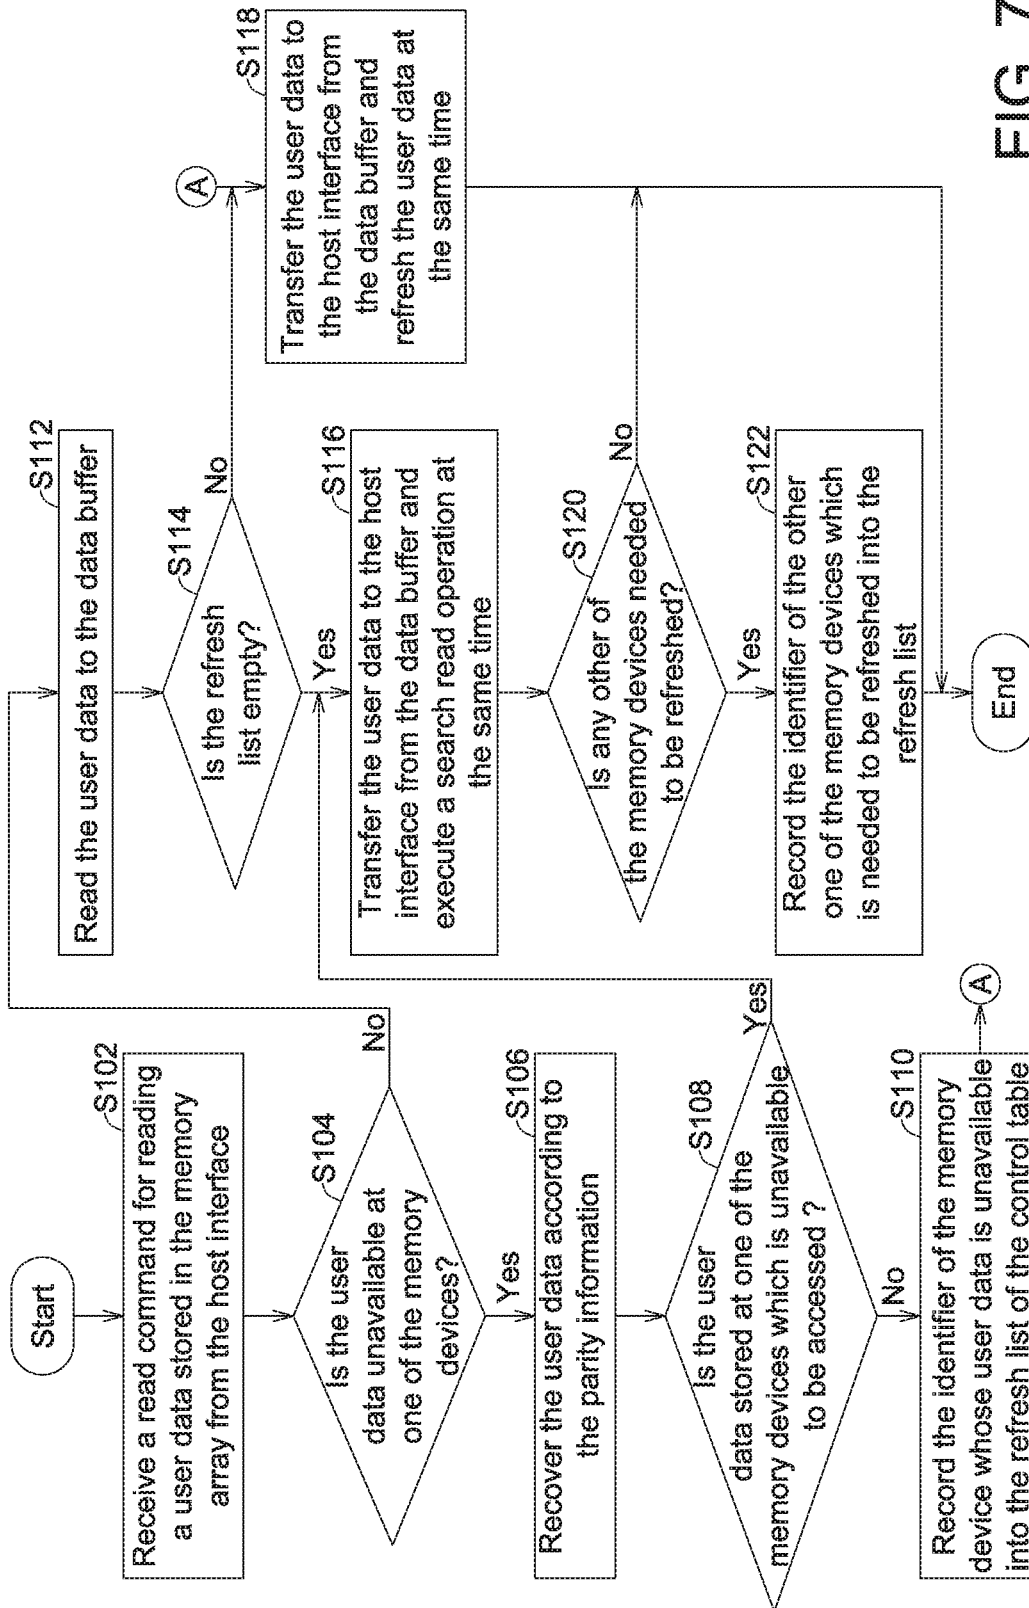 Start
S102
Receive a read command for reading
a user data stored in the memory
array from the host interface
S104
Is the user
data unavailable at
one of the memory
devices?
No
Yes
S106
Recover the user data according to
the parity information
S108
Is the user
data stored at one of the
memory devices which is unavailable
to be accessed ?
Yes
No
S110
Record the identifier of the memory
device whose user data is unavailable
into the refresh list of the control table
A
S112
Read the user data to the data buffer
S114
Is the refresh
list empty?
No
Yes
S116
Transfer the user data to the host
interface from the data buffer and
execute a search read operation at
the same time
S120
Is any other of
the memory devices needed
to be refreshed?
No
Yes
S122
Record the identifier of the other
one of the memory devices which
is needed to be refreshed into the
refresh list
End
A
S118
Transfer the user data to
the host interface from
the data buffer and
refresh the user data at
the same time
FIG. 7